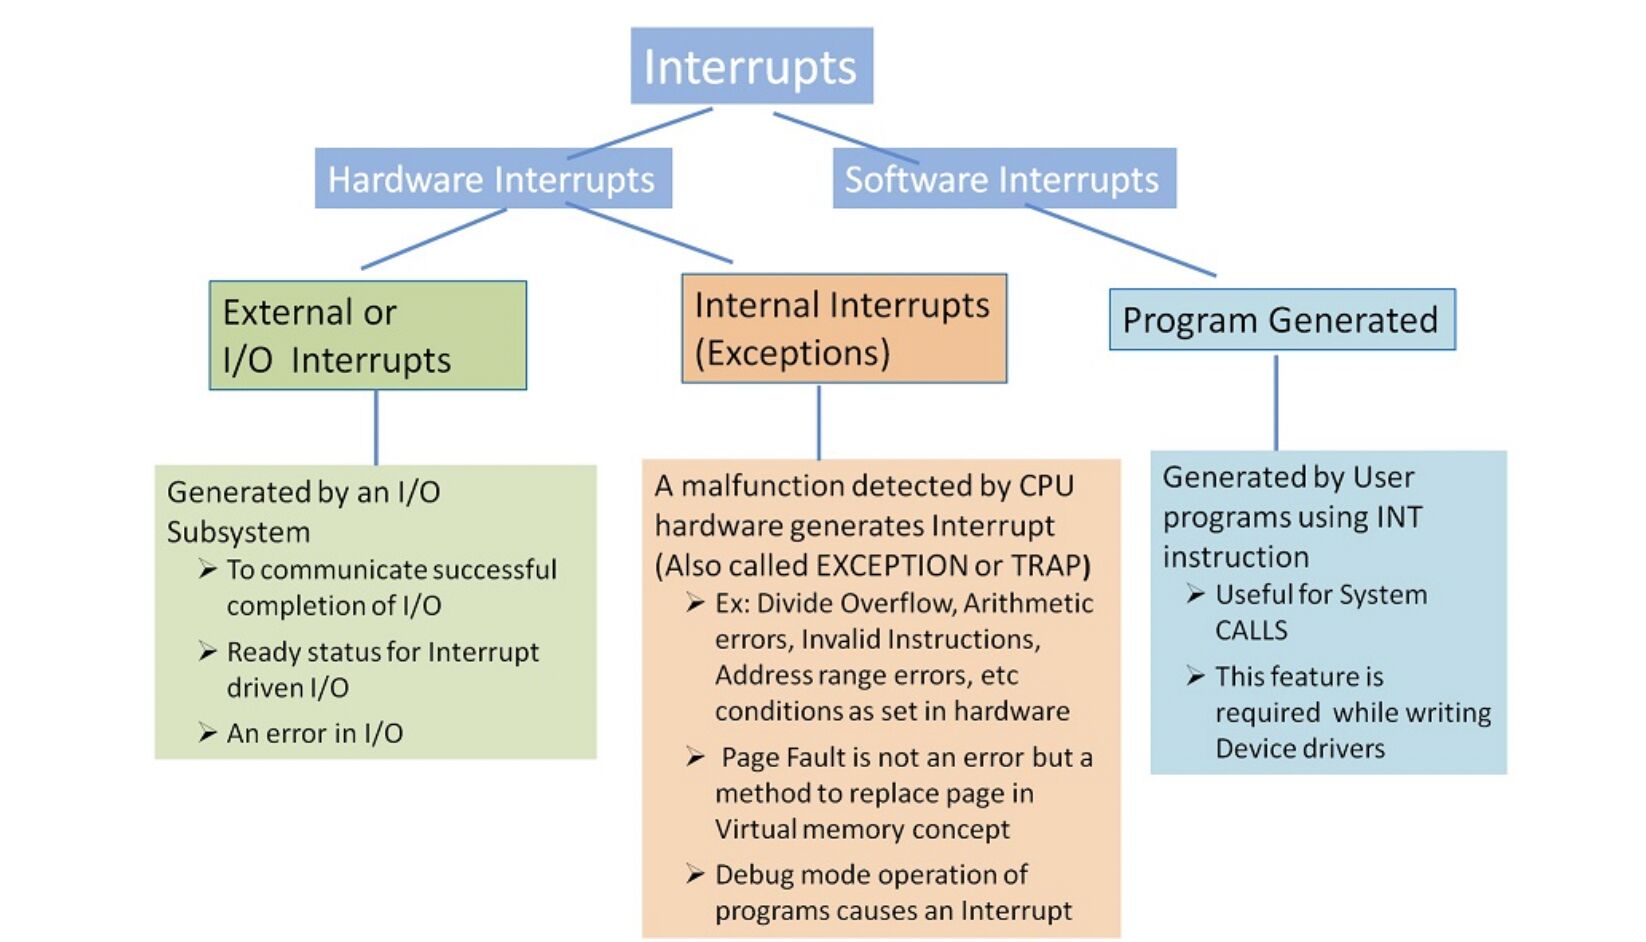 Interrupts
Hardware Interrupts
Software Interrupts
External or
I/O Interrupts
Internal Interrupts
(Exceptions)
Program Generated
Generated by an I/O
Subsystem
➢ To communicate successful
completion of I/O
➢ Ready status for Interrupt
driven I/O
➢ An error in I/O
A malfunction detected by CPU
hardware generates Interrupt
(Also called EXCEPTION or TRAP)
➢ Ex: Divide Overflow, Arithmetic
errors, Invalid Instructions,
Address range errors, etc
conditions as set in hardware
➢ Page Fault is not an error but a
method to replace page in
Virtual memory concept
➢ Debug mode operation of
programs causes an Interrupt
Generated by User
programs using INT
instruction
➢ Useful for System
CALLS
➢ This feature is
required while writing
Device drivers